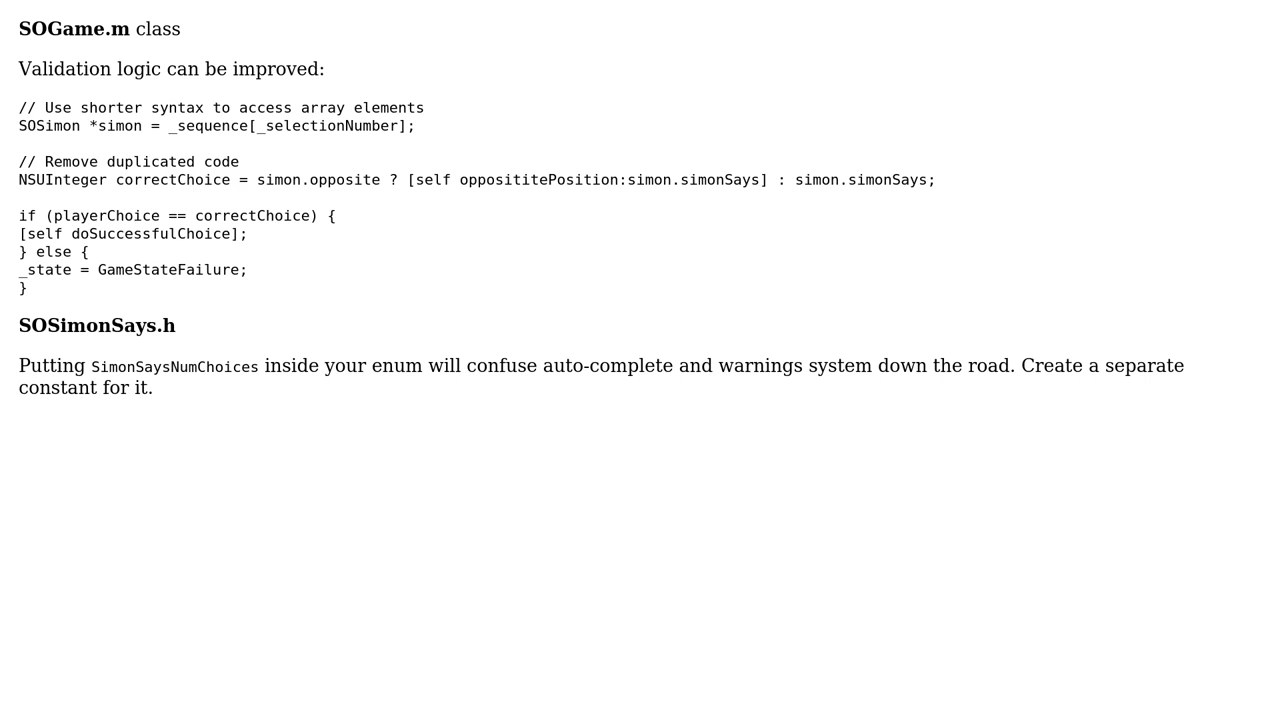 SOGame.m class
Validation logic can be improved:
// Use shorter syntax to access array elements
SOSimon *simon = _sequence[_selectionNumber];
// Remove duplicated code
NSUInteger correctChoice = simon.opposite ? [self opposititePosition:simon.simonSays] : simon.simonSays;
if (playerChoice == correctChoice) {
[self doSuccessfulChoice];
} else {
_state = GameStateFailure;
}
SOSimonSays.h
Putting SimonSaysNumChoices inside your enum will confuse auto-complete and warnings system down the road. Create a separate
constant for it.